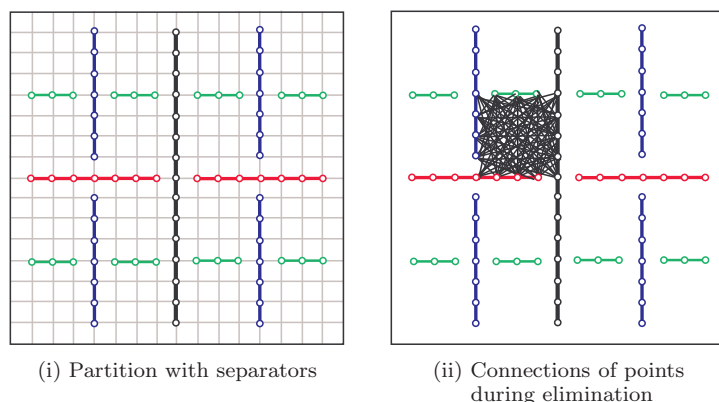 (i) Partition with separators
(ii) Connections of points
during elimination